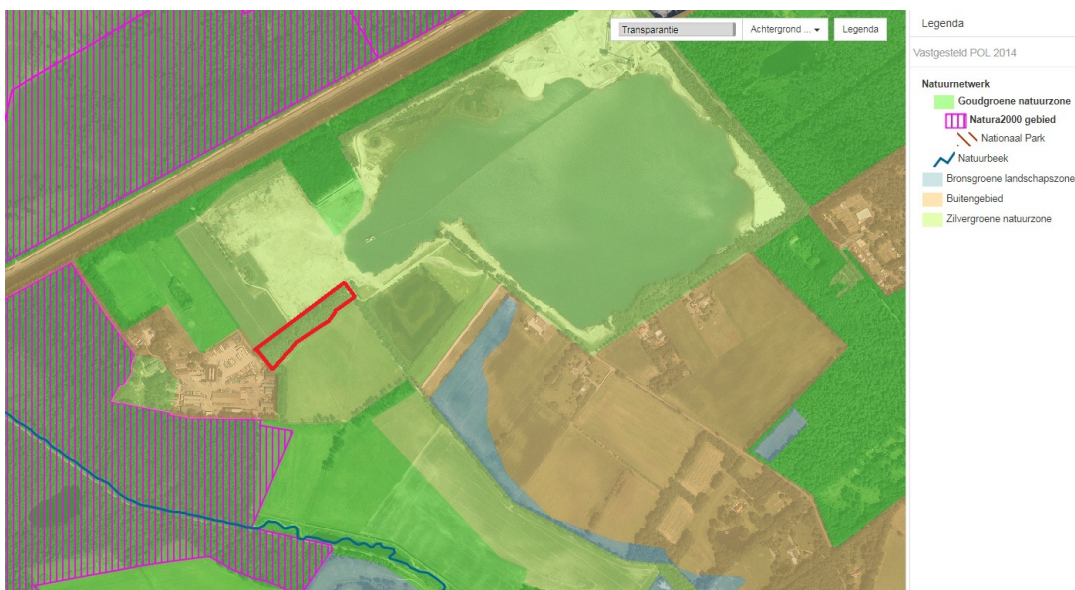 Transparantie
Achtergrond ...
Legenda
Legenda
Vastgesteld POL 2014
Natuurnetwerk
Goudgroene natuurzone
Natura2000 gebied
Nationaal Park
Natuurbeek
Bronsgroene landschapszone
Buitengebied
Zilvergroene natuurzone